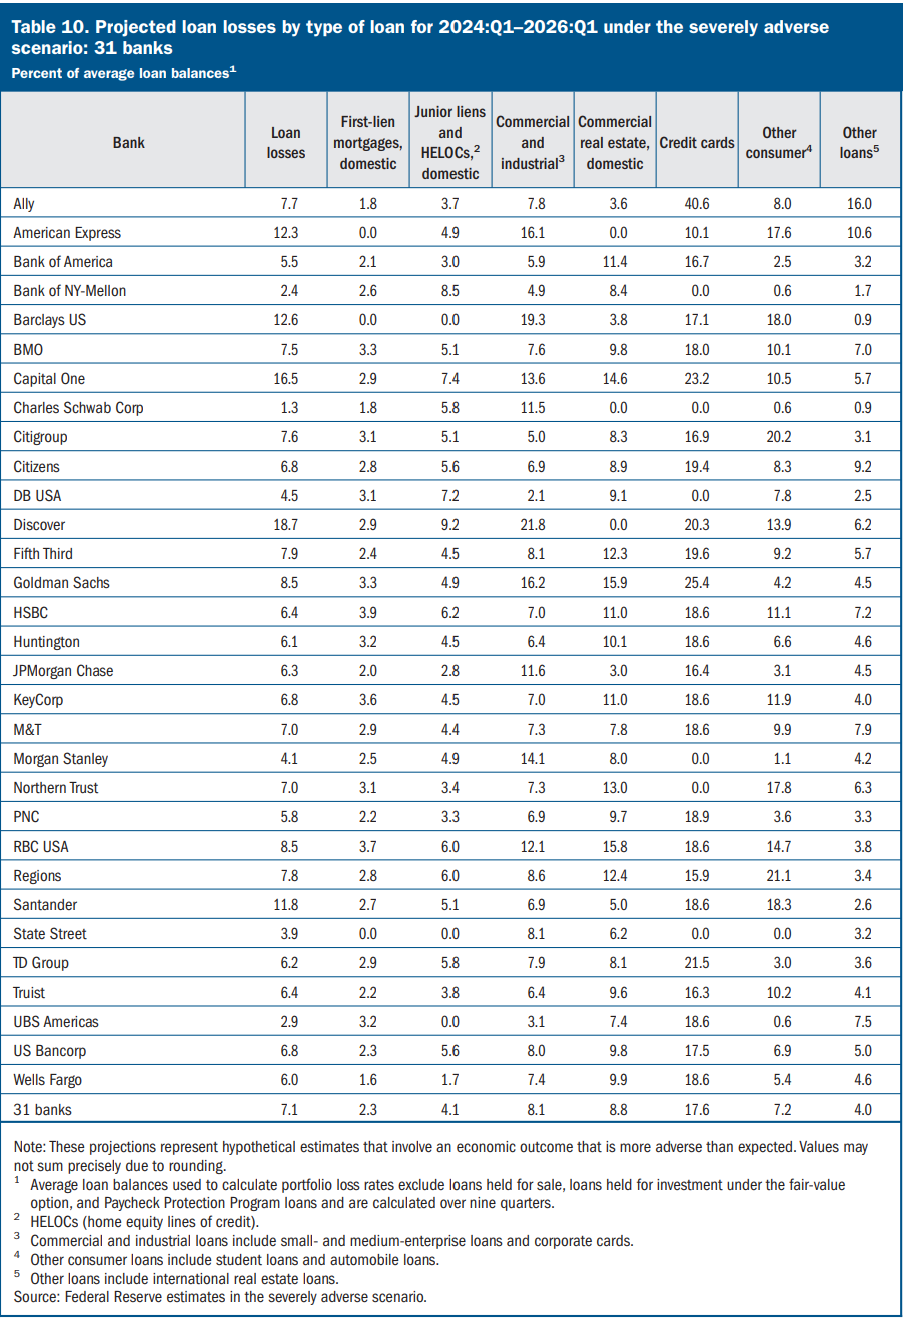 Table 10. Projected loan losses by type of loan for 2024:Q1–2026:Q1 under the severely adverse
scenario: 31 banks
Percent of average loan balances1
Bank | Loan losses | First-lien mortgages, domestic | Junior liens and HELOCs,2 domestic | Commercial and industrial3 | Commercial real estate, domestic | Credit cards | Other consumer4 | Other loans5
Ally 7.7 1.8 3.7 7.8 3.6 40.6 8.0 16.0
American Express 12.3 0.0 4.9 16.1 0.0 10.1 17.6 10.6
Bank of America 5.5 2.1 3.0 5.9 11.4 16.7 2.5 3.2
Bank of NY-Mellon 2.4 2.6 8.5 4.9 8.4 0.0 0.6 1.7
Barclays US 12.6 0.0 0.0 19.3 3.8 17.1 18.0 0.9
BMO 7.5 3.3 5.1 7.6 9.8 18.0 10.1 7.0
Capital One 16.5 2.9 7.4 13.6 14.6 23.2 10.5 5.7
Charles Schwab Corp 1.3 1.8 5.8 11.5 0.0 0.0 0.6 0.9
Citigroup 7.6 3.1 5.1 5.0 8.3 16.9 20.2 3.1
Citizens 6.8 2.8 5.6 6.9 8.9 19.4 8.3 9.2
DB USA 4.5 3.1 7.2 2.1 9.1 0.0 7.8 2.5
Discover 18.7 2.9 9.2 21.8 0.0 20.3 13.9 6.2
Fifth Third 7.9 2.4 4.5 8.1 12.3 19.6 9.2 5.7
Goldman Sachs 8.5 3.3 4.9 16.2 15.9 25.4 4.2 4.5
HSBC 6.4 3.9 6.2 7.0 11.0 18.6 11.1 7.2
Huntington 6.1 3.2 4.5 6.4 10.1 18.6 6.6 4.6
JPMorgan Chase 6.3 2.0 2.8 11.6 3.0 16.4 3.1 4.5
KeyCorp 6.8 3.6 4.5 7.0 11.0 18.6 11.9 4.0
M&T 7.0 2.9 4.4 7.3 7.8 18.6 9.9 7.9
Morgan Stanley 4.1 2.5 4.9 14.1 8.0 0.0 1.1 4.2
Northern Trust 7.0 3.1 3.4 7.3 13.0 0.0 17.8 6.3
PNC 5.8 2.2 3.3 6.9 9.7 18.9 3.6 3.3
RBC USA 8.5 3.7 6.0 12.1 15.8 18.6 14.7 3.8
Regions 7.8 2.8 6.0 8.6 12.4 15.9 21.1 3.4
Santander 11.8 2.7 5.1 6.9 5.0 18.6 18.3 2.6
State Street 3.9 0.0 0.0 8.1 6.2 0.0 0.0 3.2
TD Group 6.2 2.9 5.8 7.9 8.1 21.5 3.0 3.6
Truist 6.4 2.2 3.8 6.4 9.6 16.3 10.2 4.1
UBS Americas 2.9 3.2 0.0 3.1 7.4 18.6 0.6 7.5
US Bancorp 6.8 2.3 5.6 8.0 9.8 17.5 6.9 5.0
Wells Fargo 6.0 1.6 1.7 7.4 9.9 18.6 5.4 4.6
31 banks 7.1 2.3 4.1 8.1 8.8 17.6 7.2 4.0
Note: These projections represent hypothetical estimates that involve an economic outcome that is more adverse than expected. Values may
not sum precisely due to rounding.
1 Average loan balances used to calculate portfolio loss rates exclude loans held for sale, loans held for investment under the fair-value
option, and Paycheck Protection Program loans and are calculated over nine quarters.
2 HELOCs (home equity lines of credit).
3 Commercial and industrial loans include small- and medium-enterprise loans and corporate cards.
4 Other consumer loans include student loans and automobile loans.
5 Other loans include international real estate loans.
Source: Federal Reserve estimates in the severely adverse scenario.